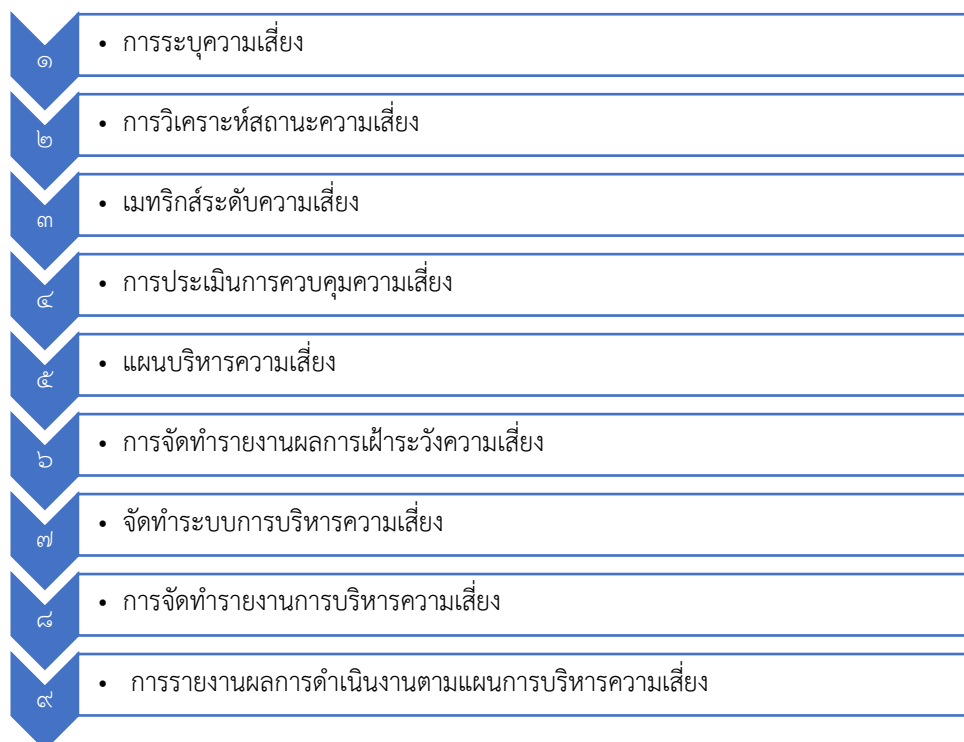 ๑
• การระบุความเสี่ยง
๒
• การวิเคราะห์สถานะความเสี่ยง
๓
• เมทริกส์ระดับความเสี่ยง
๔
• การประเมินการควบคุมความเสี่ยง
๕
• แผนบริหารความเสี่ยง
๖
• การจัดทำรายงานผลการเฝ้าระวังความเสี่ยง
๗
• จัดทำระบบการบริหารความเสี่ยง
๘
• การจัดทำรายงานการบริหารความเสี่ยง
๙
• การรายงานผลการดำเนินงานตามแผนการบริหารความเสี่ยง